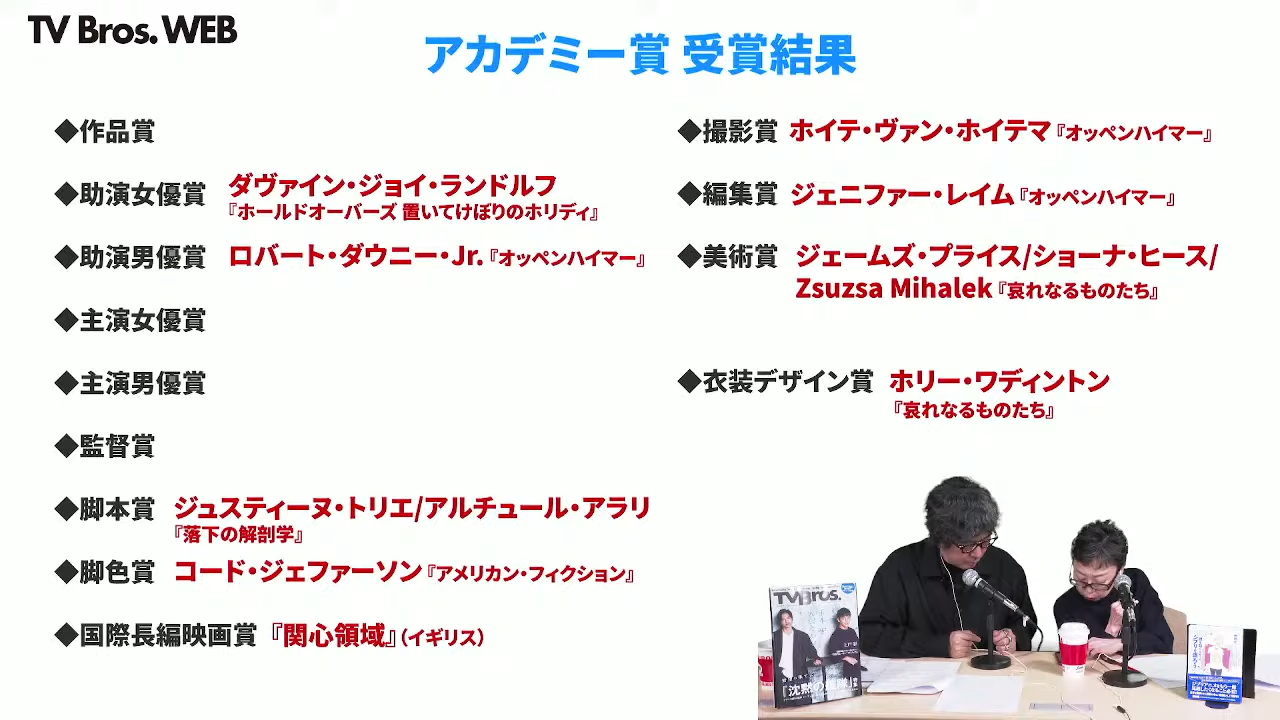 TV Bros. WEB
アカデミー賞 受賞結果
◆作品賞
◆助演女優賞 ダヴァイン・ジョイ・ランドルフ
『ホールドオーバーズ 置いてけぼりのホリディ』
◆助演男優賞 ロバート・ダウニー・Jr.『オッペンハイマー』
◆主演女優賞
◆主演男優賞
◆監督賞
◆脚本賞 ジュスティーヌ・トリエ/アルチュール・アラリ
『落下の解剖学』
◆脚色賞 コード・ジェファーソン『アメリカン・フィクション』
◆国際長編映画賞 『関心領域』（イギリス）
◆撮影賞 ホイテ・ヴァン・ホイテマ『オッペンハイマー』
◆編集賞 ジェニファー・レイム『オッペンハイマー』
◆美術賞 ジェームズ・プライス/ショーナ・ヒース/
Zsuzsa Mihalek『哀れなるものたち』
◆衣装デザイン賞 ホリー・ワディントン
『哀れなるものたち』
TVBros.
『沈黙の艦隊』